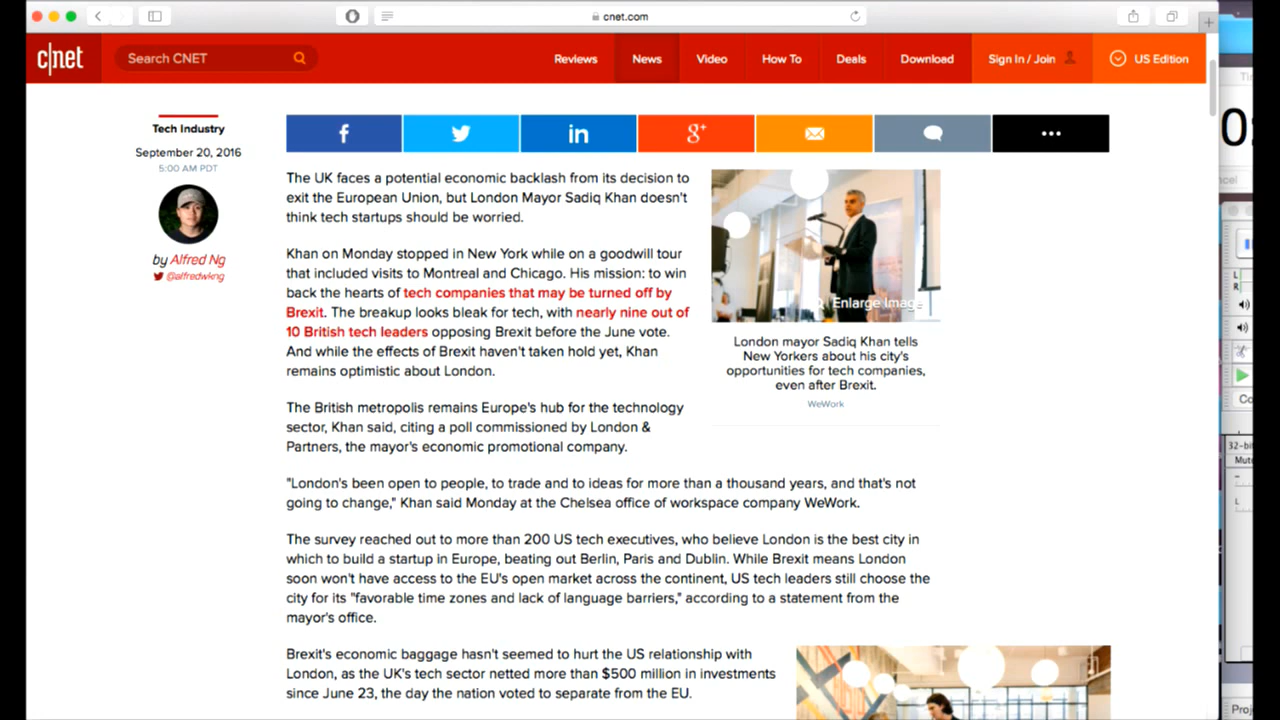 cnet.com
c|net
Search CNET
Reviews
News
Video
How To
Deals
Download
Sign In / Join
US Edition
Tech Industry
September 20, 2016
5:00 AM PDT
by Alfred Ng
@alfredwkng
f
in
g+
•••
The UK faces a potential economic backlash from its decision to
exit the European Union, but London Mayor Sadiq Khan doesn't
think tech startups should be worried.
Khan on Monday stopped in New York while on a goodwill tour
that included visits to Montreal and Chicago. His mission: to win
back the hearts of tech companies that may be turned off by
Brexit. The breakup looks bleak for tech, with nearly nine out of
10 British tech leaders opposing Brexit before the June vote.
And while the effects of Brexit haven't taken hold yet, Khan
remains optimistic about London.
Enlarge Image
London mayor Sadiq Khan tells
New Yorkers about his city's
opportunities for tech companies,
even after Brexit.
WeWork
The British metropolis remains Europe's hub for the technology
sector, Khan said, citing a poll commissioned by London &
Partners, the mayor's economic promotional company.
"London's been open to people, to trade and to ideas for more than a thousand years, and that's not
going to change," Khan said Monday at the Chelsea office of workspace company WeWork.
The survey reached out to more than 200 US tech executives, who believe London is the best city in
which to build a startup in Europe, beating out Berlin, Paris and Dublin. While Brexit means London
soon won't have access to the EU's open market across the continent, US tech leaders still choose the
city for its "favorable time zones and lack of language barriers," according to a statement from the
mayor's office.
Brexit's economic baggage hasn't seemed to hurt the US relationship with
London, as the UK's tech sector netted more than $500 million in investments
since June 23, the day the nation voted to separate from the EU.
L
R
32-bi
Mut
L